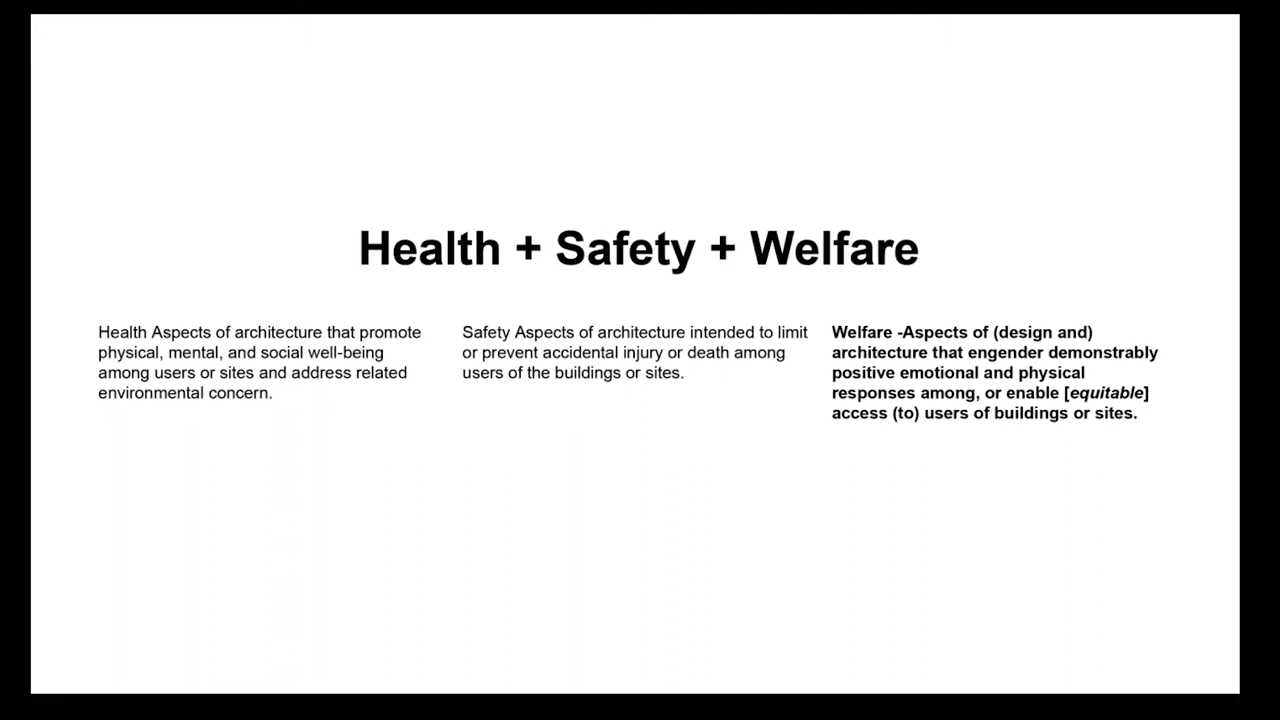 Health + Safety + Welfare
Health Aspects of architecture that promote
physical, mental, and social well-being
among users or sites and address related
environmental concern.
Safety Aspects of architecture intended to limit
or prevent accidental injury or death among
users of the buildings or sites.
Welfare -Aspects of (design and)
architecture that engender demonstrably
positive emotional and physical
responses among, or enable [equitable]
access (to) users of buildings or sites.